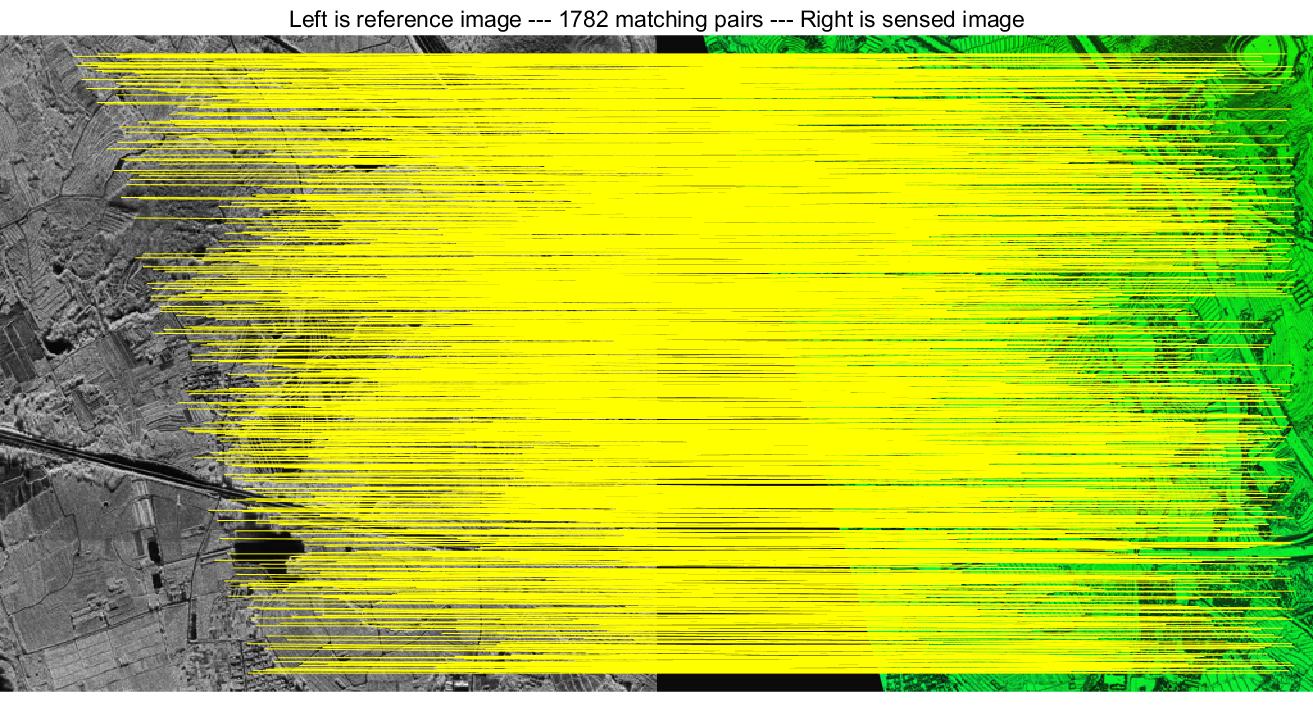 Left is reference image --- 1782 matching pairs --- Right is sensed image